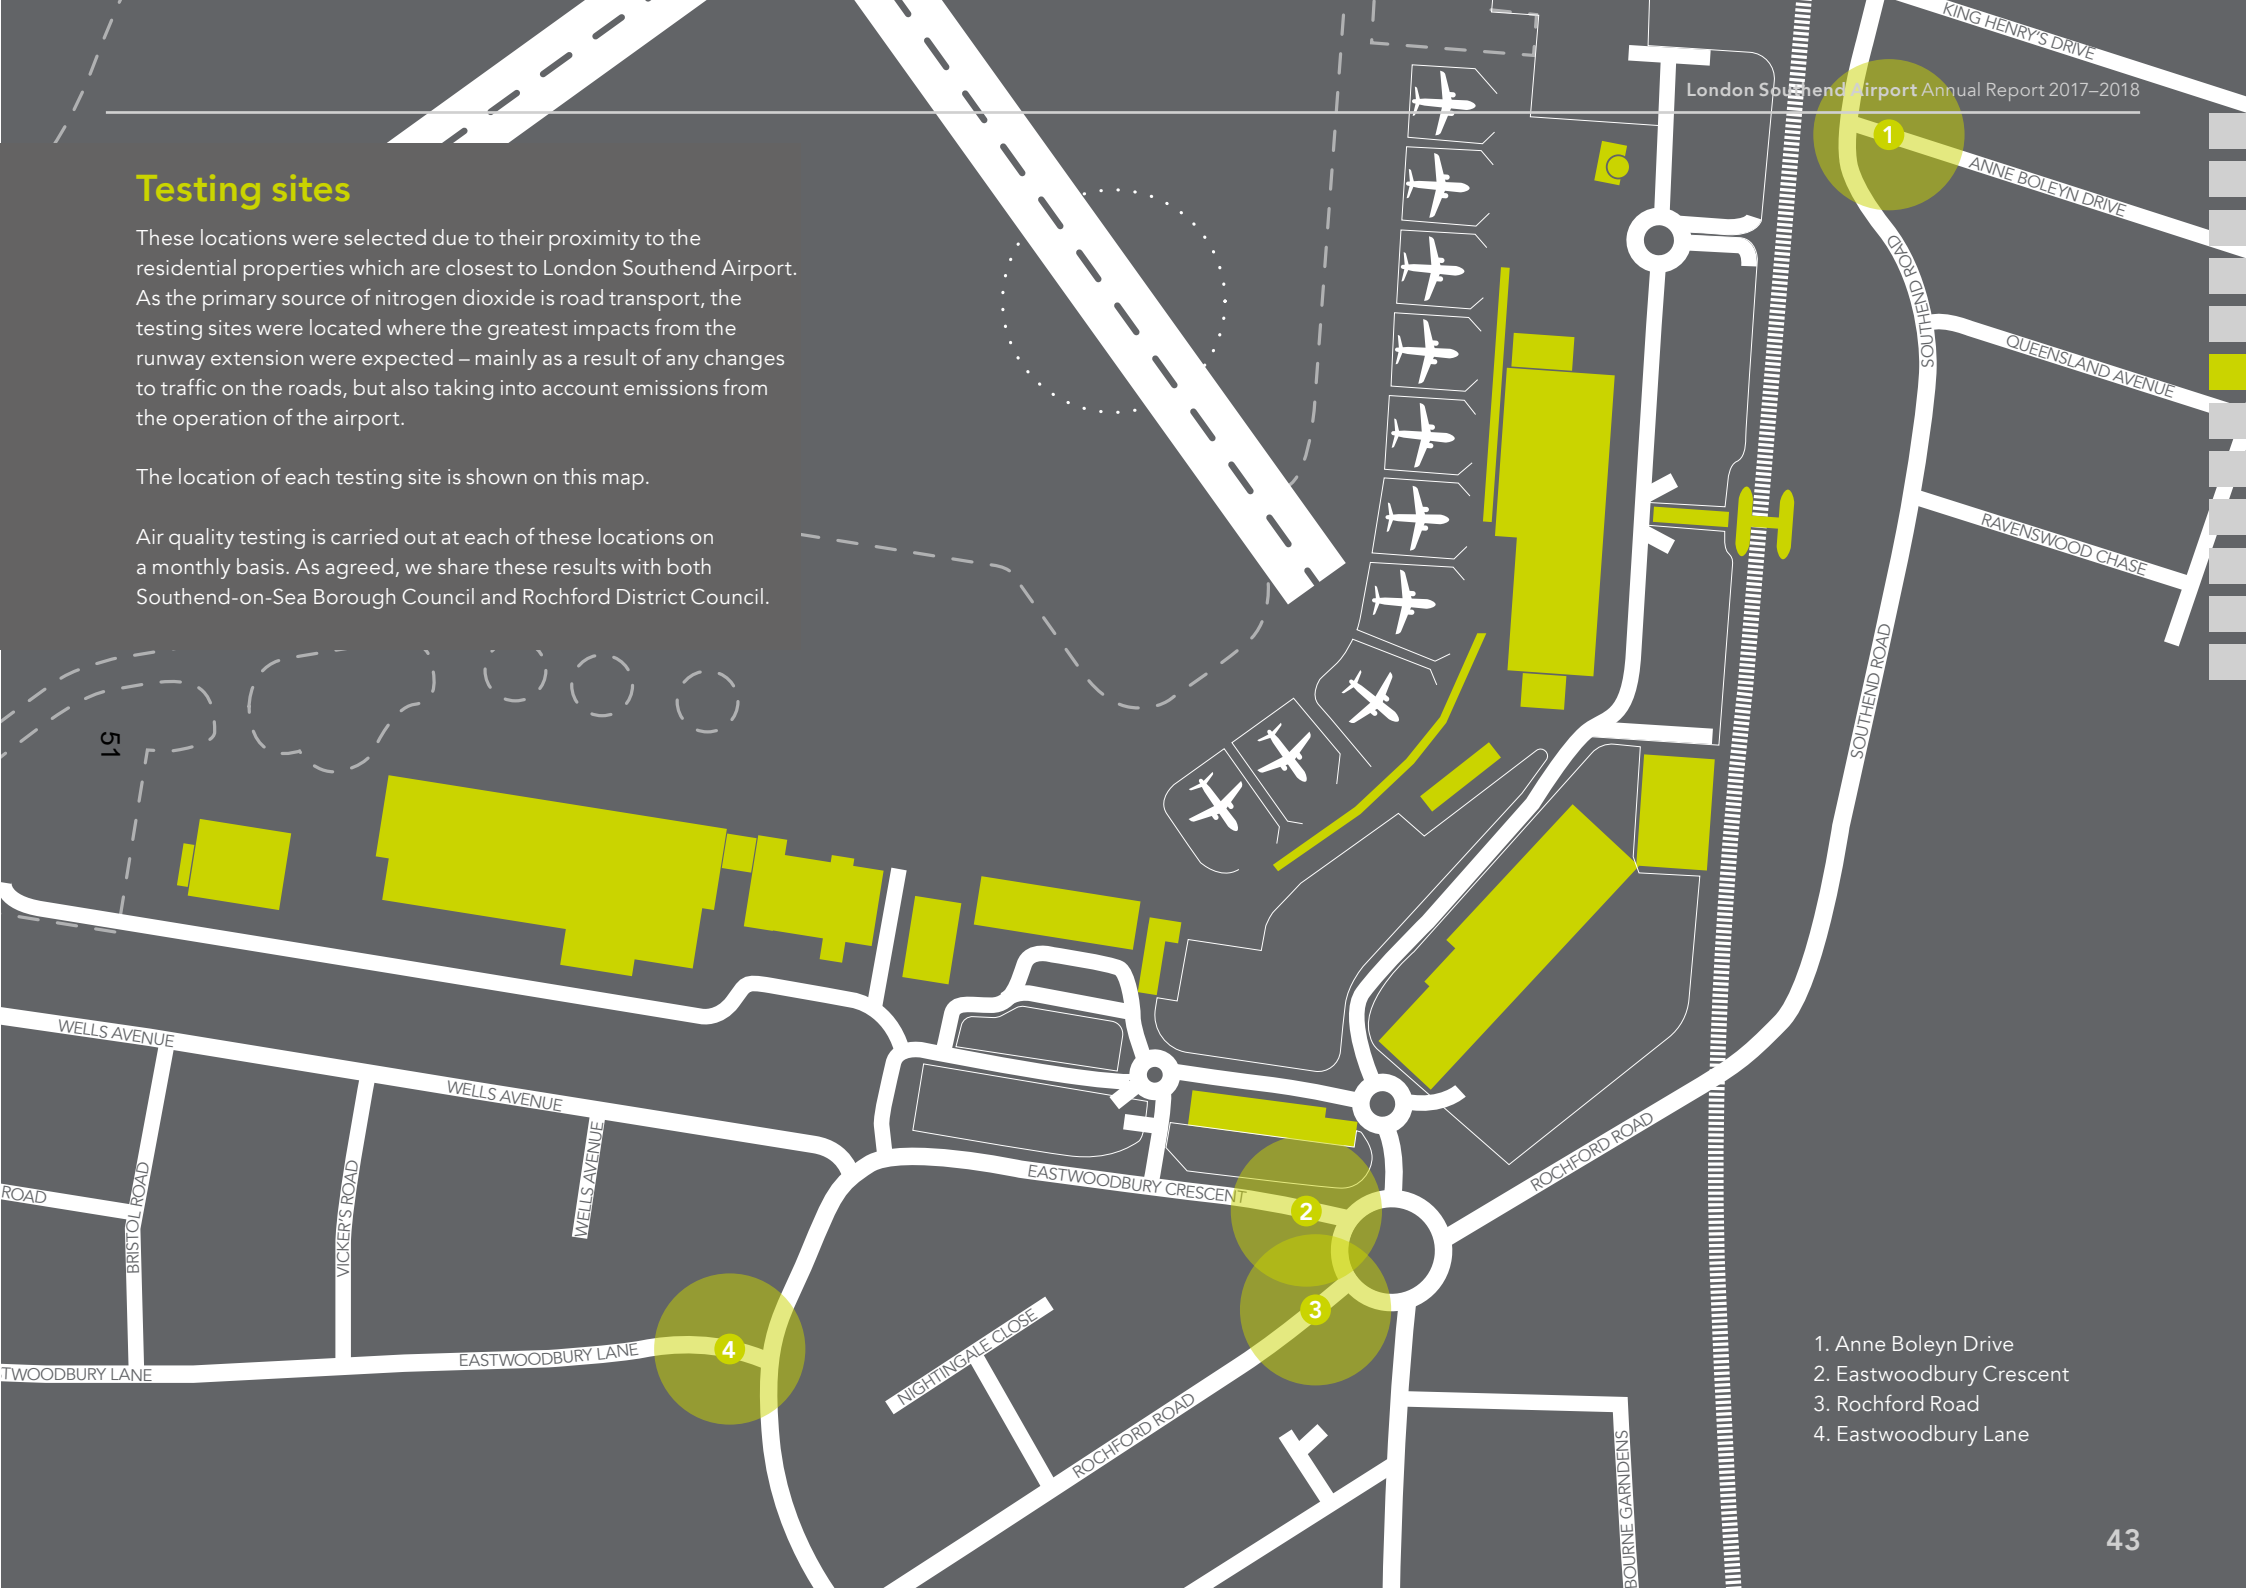 London Southend Airport Annual Report 2017–2018
Testing sites
These locations were selected due to their proximity to the
residential properties which are closest to London Southend Airport.
As the primary source of nitrogen dioxide is road transport, the
testing sites were located where the greatest impacts from the
runway extension were expected – mainly as a result of any changes
to traffic on the roads, but also taking into account emissions from
the operation of the airport.
The location of each testing site is shown on this map.
Air quality testing is carried out at each of these locations on
a monthly basis. As agreed, we share these results with both
Southend-on-Sea Borough Council and Rochford District Council.
51
KING HENRY'S DRIVE
1
ANNE BOLEYN DRIVE
SOUTHEND ROAD
QUEENSLAND AVENUE
RAVENSWOOD CHASE
SOUTHEND ROAD
WELLS AVENUE
WELLS AVENUE
WELLS AVENUE
ROAD
BRISTOL ROAD
VICKER'S ROAD
EASTWOODBURY CRESCENT
2
ROCHFORD ROAD
3
4
EASTWOODBURY LANE
TWOODBURY LANE
NIGHTINGALE CLOSE
ROCHFORD ROAD
BOURNE GARNDENS
1. Anne Boleyn Drive
2. Eastwoodbury Crescent
3. Rochford Road
4. Eastwoodbury Lane
43